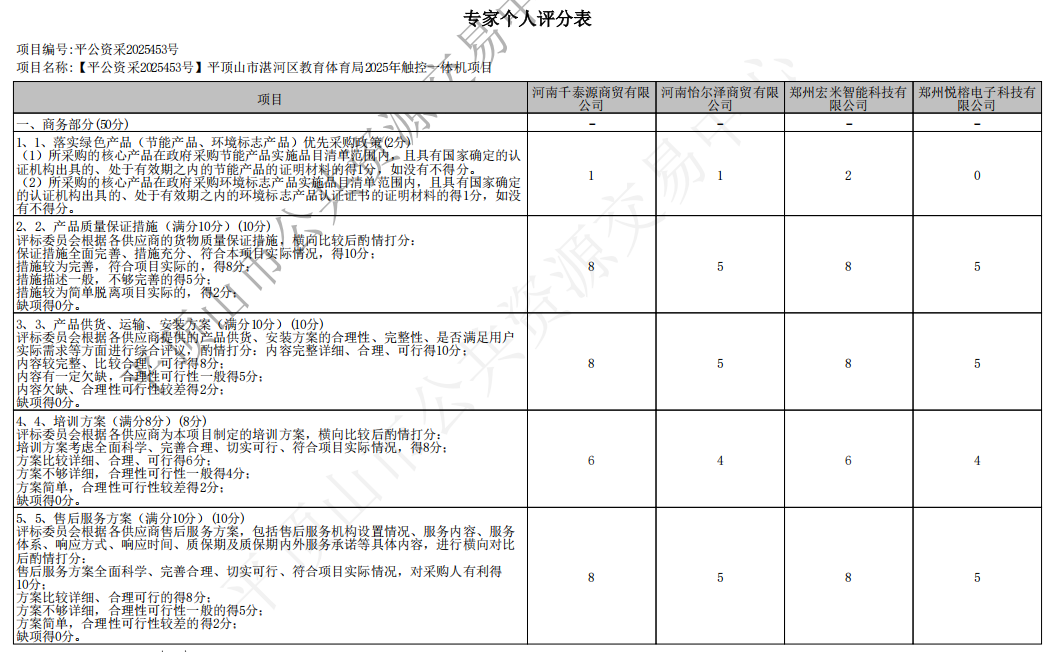 专家个人评分表
项目编号:平公资采2025453号
项目名称:【平公资采2025453号】平顶山市湛河区教育体育局2025年触控一体机项目
项目
河南千泰源商贸有限公司
河南怡尔泽商贸有限公司
郑州宏米智能科技有限公司
郑州悦榕电子科技有限公司
一、商务部分(50分)
-
-
-
-
1、1、落实绿色产品（节能产品、环境标志产品）优先采购政策(2分)
（1）所采购的核心产品在政府采购节能产品实施品目清单范围内，且具有国家确定的认
证机构出具的、处于有效期之内的节能产品的证明材料的得1分，如没有不得分。
（2）所采购的核心产品在政府采购环境标志产品实施品目清单范围内，且具有国家确定
的认证机构出具的、处于有效期之内的环境标志产品认证证书的证明材料的得1分，如没
有不得分。
1
1
2
0
2、2、产品质量保证措施（满分10分）(10分)
评标委员会根据各供应商的货物质量保证措施，横向比较后酌情打分：
保证措施全面完善、措施充分、符合本项目实际情况，得10分；
措施较为完善，符合项目实际的，得8分；
措施描述一般，不够完善的得5分；
措施较为简单脱离项目实际的，得2分；
缺项得0分。
8
5
8
5
3、3、产品供货、运输、安装方案（满分10分）(10分)
评标委员会根据各供应商提供的产品供货、安装方案的合理性、完整性、是否满足用户
实际需求等方面进行综合评议，酌情打分：内容完整详细、合理、可行得10分；
内容较完整、比较合理、可行得8分；
内容有一定欠缺，合理性可行性一般得5分；
内容欠缺、合理性可行性较差得2分；
缺项得0分。
8
5
8
5
4、4、培训方案（满分8分）(8分)
评标委员会根据各供应商为本项目制定的培训方案，横向比较后酌情打分：
培训方案考虑全面科学、完善合理、切实可行、符合项目实际情况，得8分；
方案比较详细、合理、可行得6分；
方案不够详细，合理性可行性一般得4分；
方案简单，合理性可行性较差得2分；
缺项得0分。
6
4
6
4
5、5、售后服务方案（满分10分）(10分)
评标委员会根据各供应商售后服务方案，包括售后服务机构设置情况、服务内容、服务
体系、响应方式、响应时间、质保期及质保期内外服务承诺等具体内容，进行横向对比
后酌情打分：
售后服务方案全面科学、完善合理、切实可行、符合项目实际情况，对采购人有利得
10分；
方案比较详细、合理可行的得8分；
方案不够详细，合理性可行性一般的得5分；
方案简单，合理性可行性较差的得2分；
缺项得0分。
8
5
8
5
平顶山市公共资源交易中
平顶山市公共资源交易中心